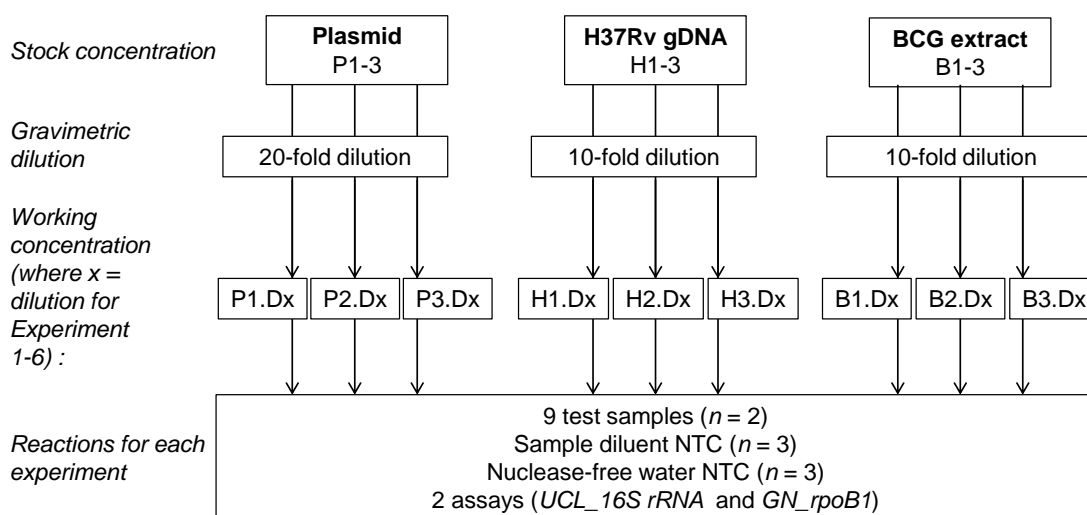 Stock concentration
Plasmid
P1-3
H37Rv gDNA
H1-3
BCG extract
B1-3
Gravimetric
dilution
20-fold dilution
10-fold dilution
10-fold dilution
Working
concentration
(where x =
dilution for
Experiment
1-6) :
P1.Dx
P2.Dx
P3.Dx
H1.Dx
H2.Dx
H3.Dx
B1.Dx
B2.Dx
B3.Dx
Reactions for each
experiment
9 test samples (n = 2)
Sample diluent NTC (n = 3)
Nuclease-free water NTC (n = 3)
2 assays (UCL_16S rRNA and GN_rpoB1)